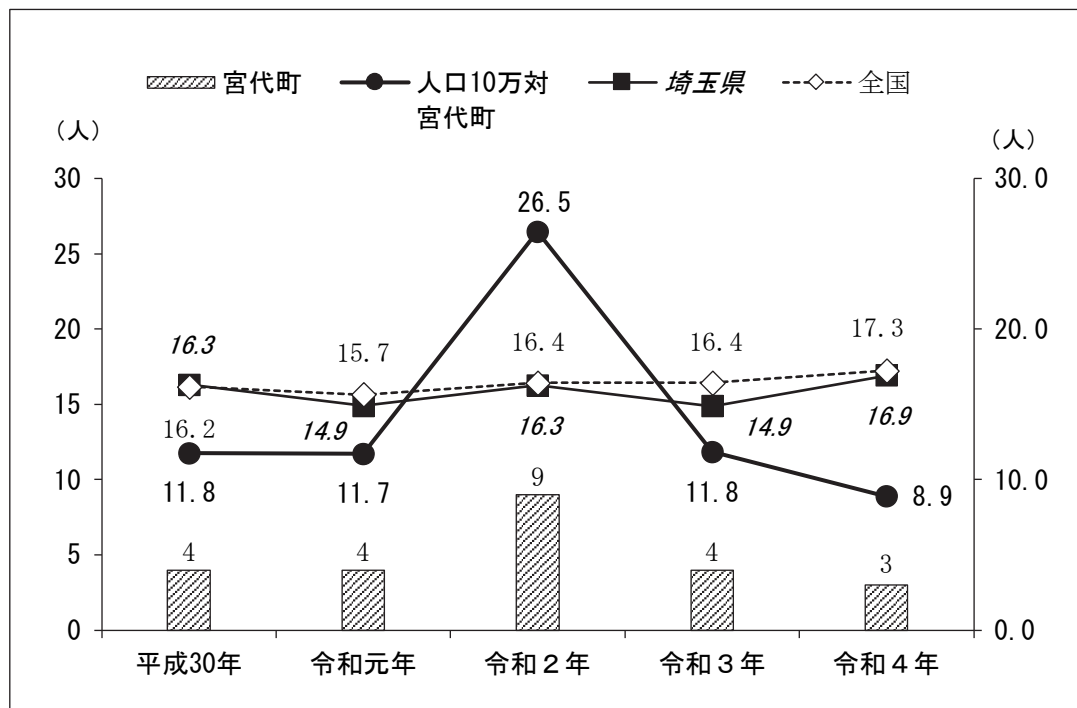 宮代町
人口10万対
宮代町
埼玉県
全国
（人）
（人）
30
30.0
26.5
25
20
20.0
16.3
15.7
16.4
16.4
17.3
15
16.2
14.9
16.3
14.9
16.9
11.8
11.7
11.8
8.9
10
10.0
9
5
4
4
4
3
0
0.0
平成30年
令和元年
令和２年
令和３年
令和４年